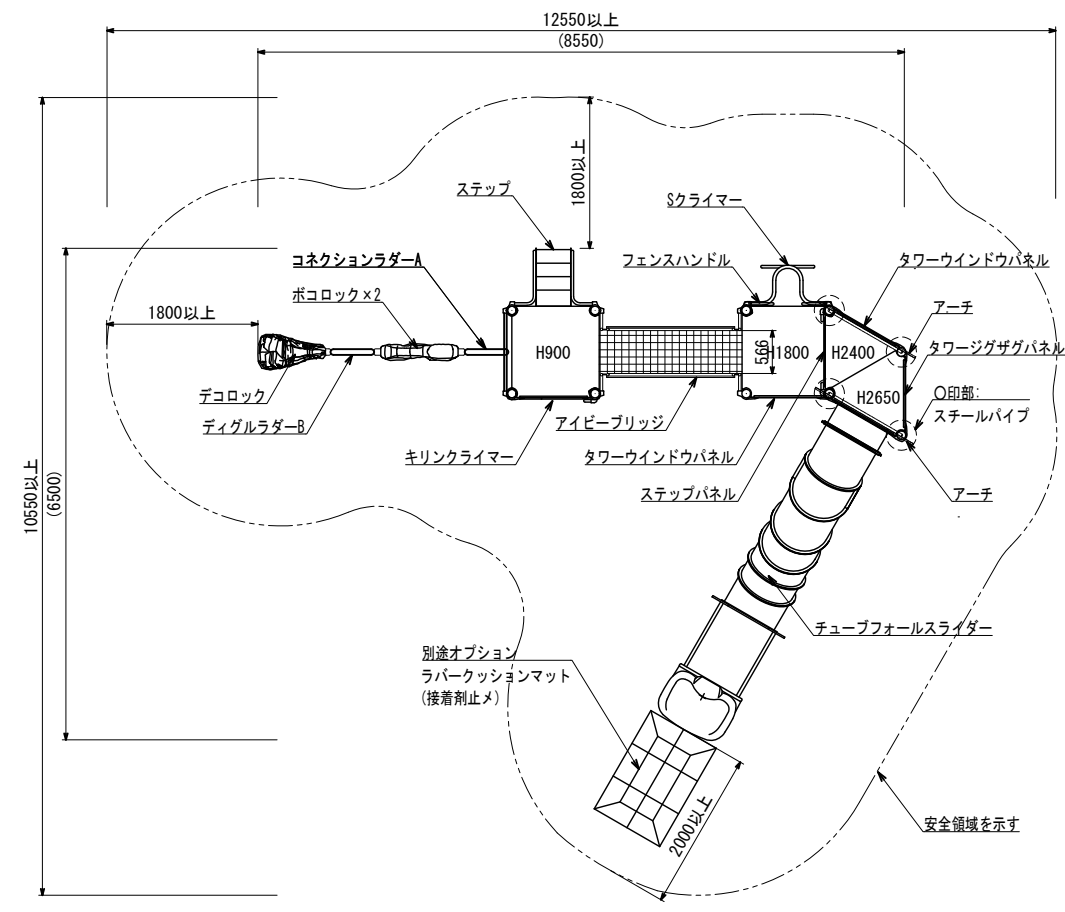 12550以上
(8550)
10550以上
(6500)
1800以上
1800以上
ステップ
Sクライマー
コネクションラダーA
フェンスハンドル
タワーウインドウパネル
ボコロック×2
アーチ
H900
566
H1800
H2400
タワージグザグパネル
H2650
〇印部:
スチールパイプ
デコロック
ディグルラダーB
アイビーブリッジ
キリンクライマー
タワーウインドウパネル
ステップパネル
アーチ
チューブフォールスライダー
別途オプション
ラバークッションマット
(接着剤止メ)
2000以上
安全領域を示す